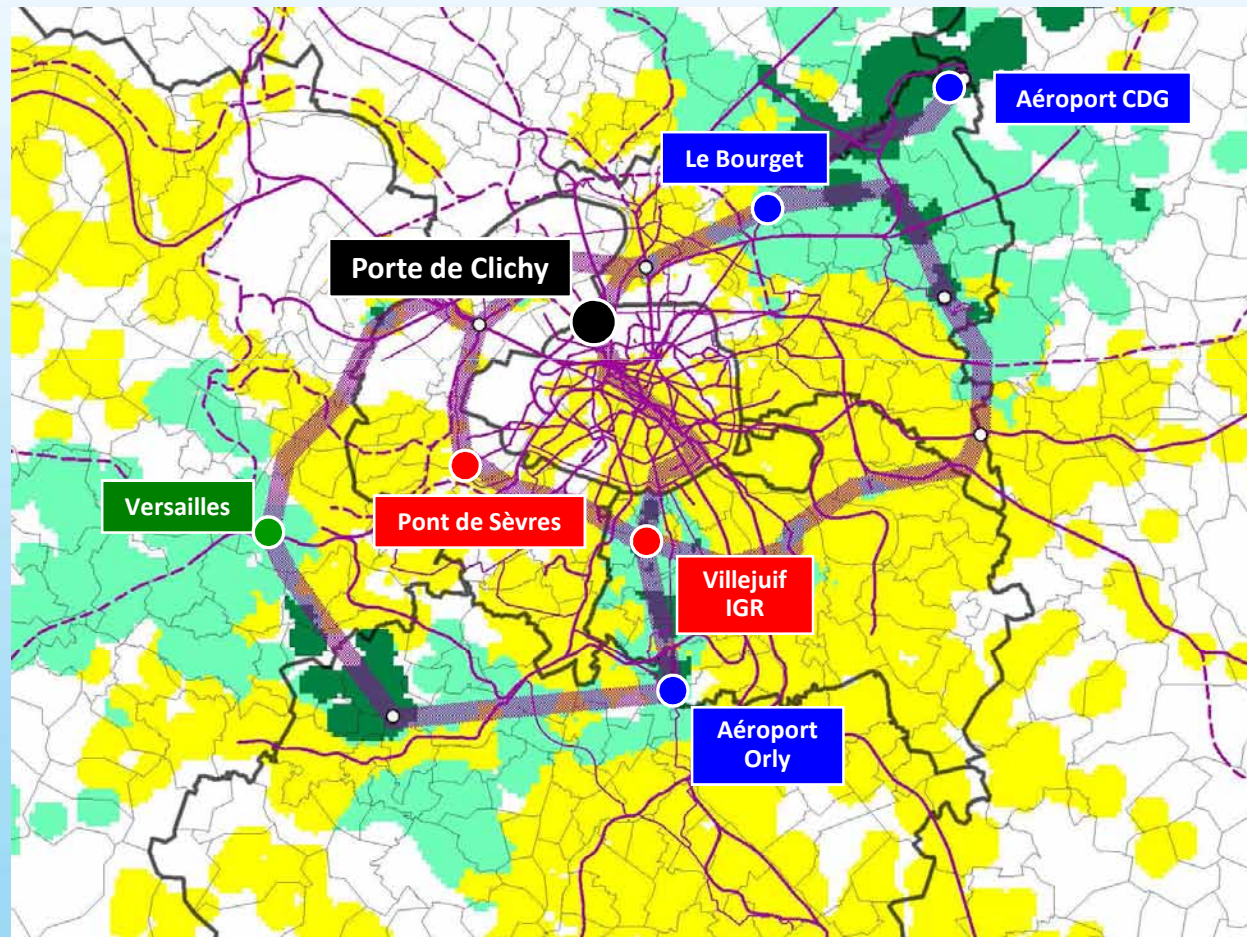 Aéroport CDG
Le Bourget
Porte de Clichy
Versailles
Pont de Sèvres
Villejuif
IGR
Aéroport
Orly